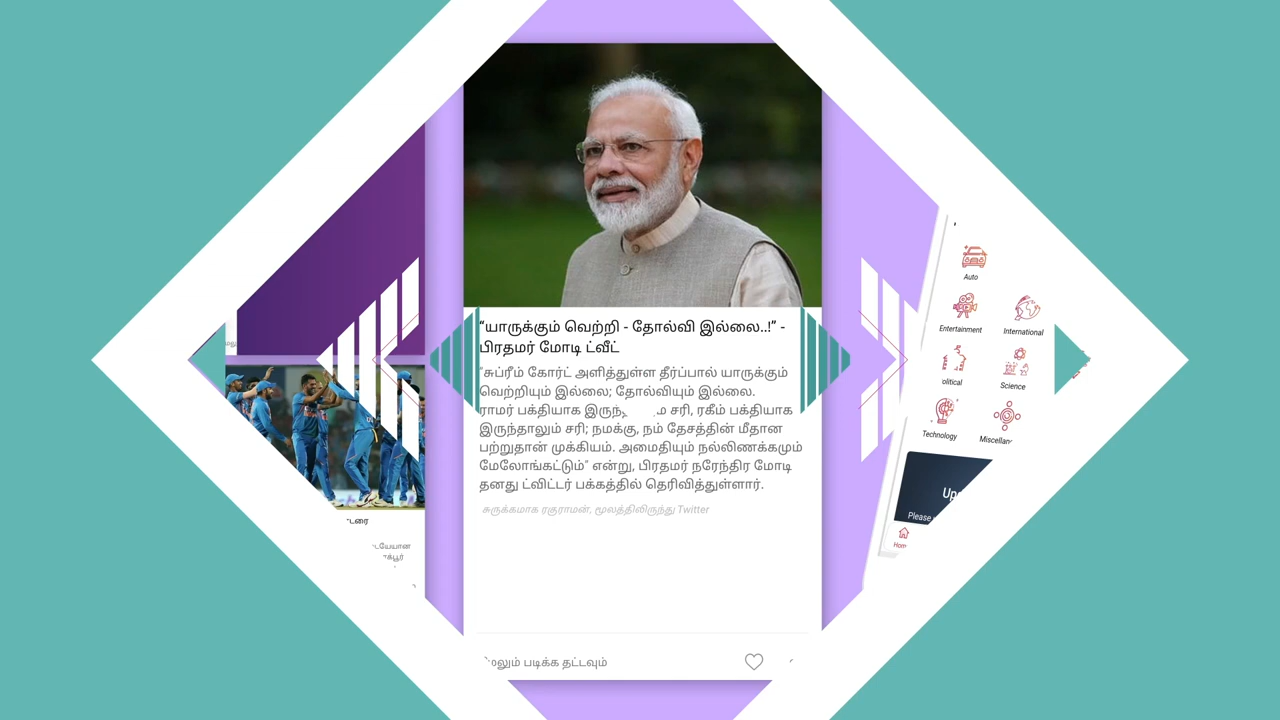 “யாருக்கும் வெற்றி - தோல்வி இல்லை..!” -
பிரதமர் மோடி ட்வீட்
"சுப்ரீம் கோர்ட் அளித்துள்ள தீர்ப்பால் யாருக்கும்
வெற்றியும் இல்லை; தோல்வியும் இல்லை.
ராமர் பக்தியாக சரி, ரகீம் பக்தியாக
இருந்தாலும் சரி; நமக்கு, நம் தேசத்தின் மீதான
பற்றுதான் முக்கியம். அமைதியும் நல்லிணக்கமும்
மேலோங்கட்டும்" என்று, பிரதமர் நரேந்திர மோடி
தனது ட்விட்டர் பக்கத்தில் தெரிவித்துள்ளார்.
சுருக்கமாக ரகுராமன், மூலத்திலிருந்து Twitter
படிக்க தட்டவும்
Auto
Entertainment
International
Science
Technology
Please